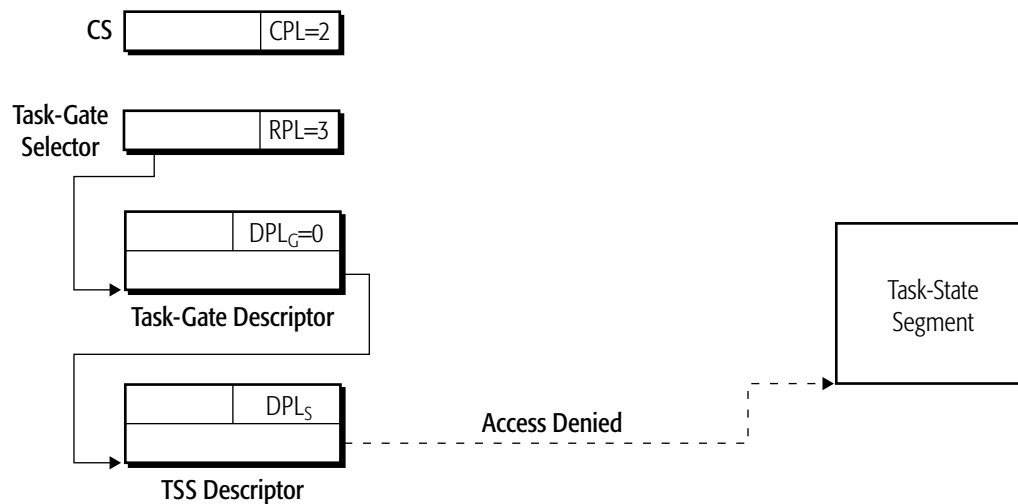 CS
CPL=2
Task-Gate
Selector
RPL=3
DPLG=0
Task-Gate Descriptor
DPLS
TSS Descriptor
Access Denied
Task-State
Segment